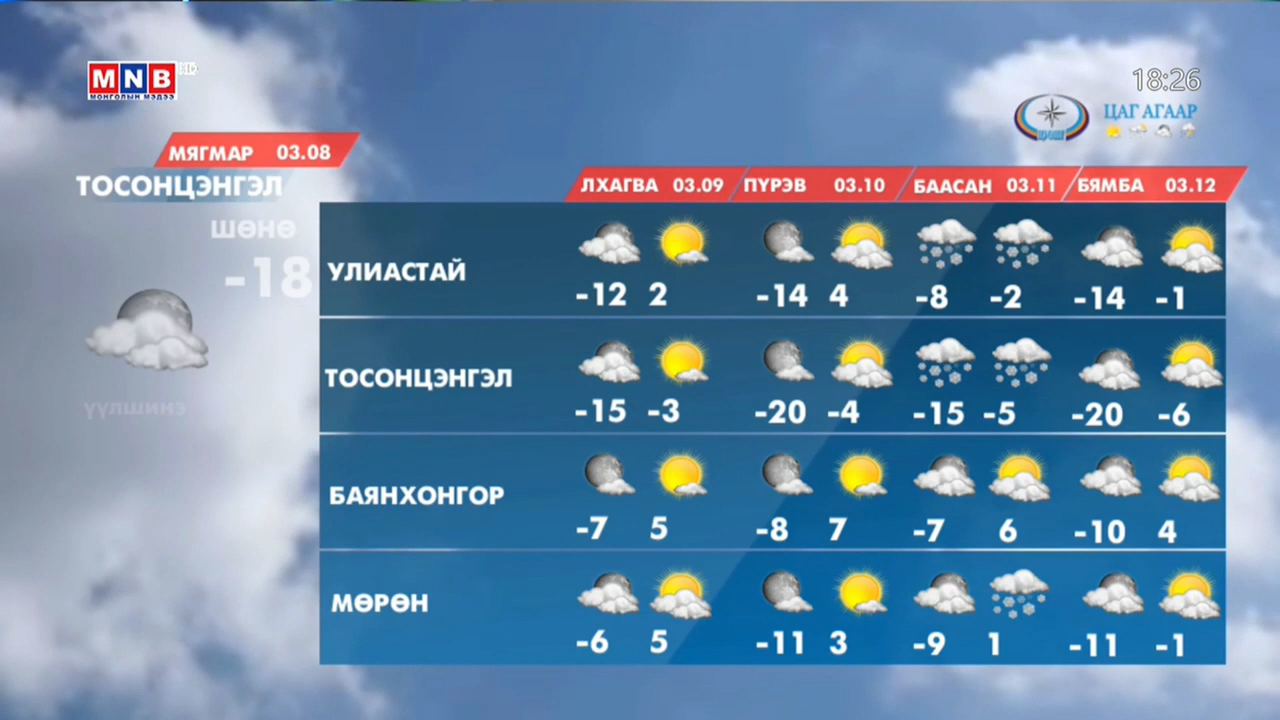 MNB HD
МОНГОЛЫН МЭДЭЭ
18:26
ЦАГ АГААР
МЯГМАР 03.08
ТОСОНЦЭНГЭЛ
ШӨНӨ
-18
үүлшинэ
ЛХАГВА 03.09 ПҮРЭВ 03.10 БААСАН 03.11 БЯМБА 03.12
УЛИАСТАЙ -12 2 -14 4 -8 -2 -14 -1
ТОСОНЦЭНГЭЛ -15 -3 -20 -4 -15 -5 -20 -6
БАЯНХОНГОР -7 5 -8 7 -7 6 -10 4
МӨРӨН -6 5 -11 3 -9 1 -11 -1